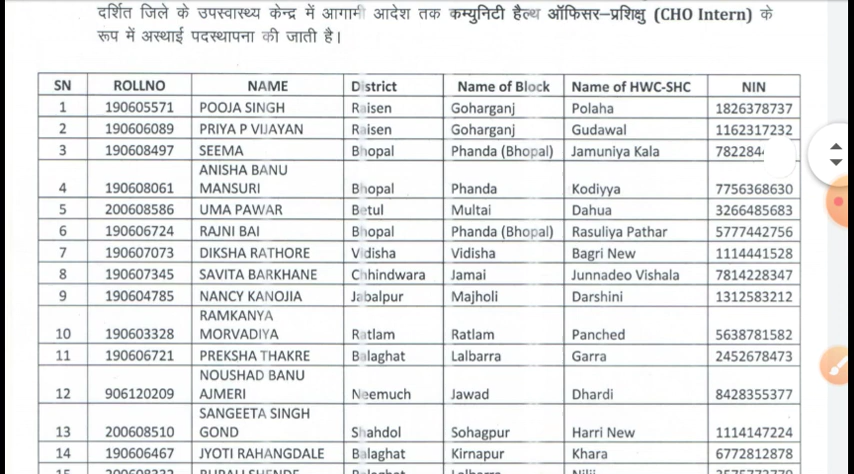 दर्शित जिले के उपस्वास्थ्य केन्द्र में आगामी आदेश तक कम्युनिटी हैल्थ ऑफिसर–प्रशिक्षु (CHO Intern) के
रूप में अस्थाई पदस्थापना की जाती है।
SN ROLLNO NAME District Name of Block Name of HWC-SHC NIN
1 190605571 POOJA SINGH Raisen Goharganj Polaha 1826378737
2 190606089 PRIYA P VIJAYAN Raisen Goharganj Gudawal 1162317232
3 190608497 SEEMA Bhopal Phanda (Bhopal) Jamuniya Kala
ANISHA BANU
4 190608061 MANSURI Bhopal Phanda Kodiyya 7756368630
5 200608586 UMA PAWAR Betul Multai Dahua 3266485683
6 190606724 RAJNI BAI Bhopal Phanda (Bhopal) Rasuliya Pathar 5777442756
7 190607073 DIKSHA RATHORE Vidisha Vidisha Bagri New 1114441528
8 190607345 SAVITA BARKHANE Chhindwara Jamai Junnadeo Vishala 7814228347
9 190604785 NANCY KANOJIA Jabalpur Majholi Darshini 1312583212
RAMKANYA
10 190603328 MORVADIYA Ratlam Ratlam Panched 5638781582
11 190606721 PREKSHA THAKRE Balaghat Lalbarra Garra 2452678473
NOUSHAD BANU
12 906120209 AJMERI Neemuch Jawad Dhardi 8428355377
SANGEETA SINGH
13 200608510 GOND Shahdol Sohagpur Harri New 1114147224
14 190606467 JYOTI RAHANGDALE Balaghat Kirnapur Khara 6772812878